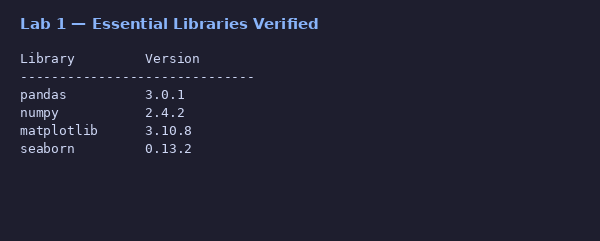 Lab 1 — Essential Libraries Verified
Library         Version
------------------------------
pandas          3.0.1
numpy           2.4.2
matplotlib      3.10.8
seaborn         0.13.2